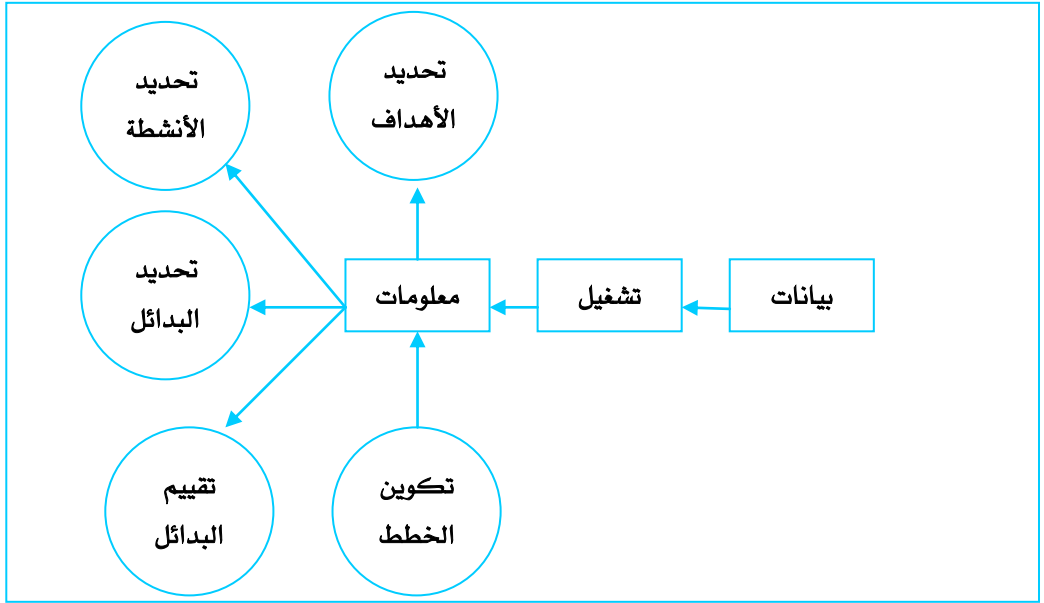 تحديد
الأهداف
تحديد
الأنشطة
بيانات
تشغيل
معلومات
تحديد
البدائل
تكوين
الخطط
تقييم
البدائل